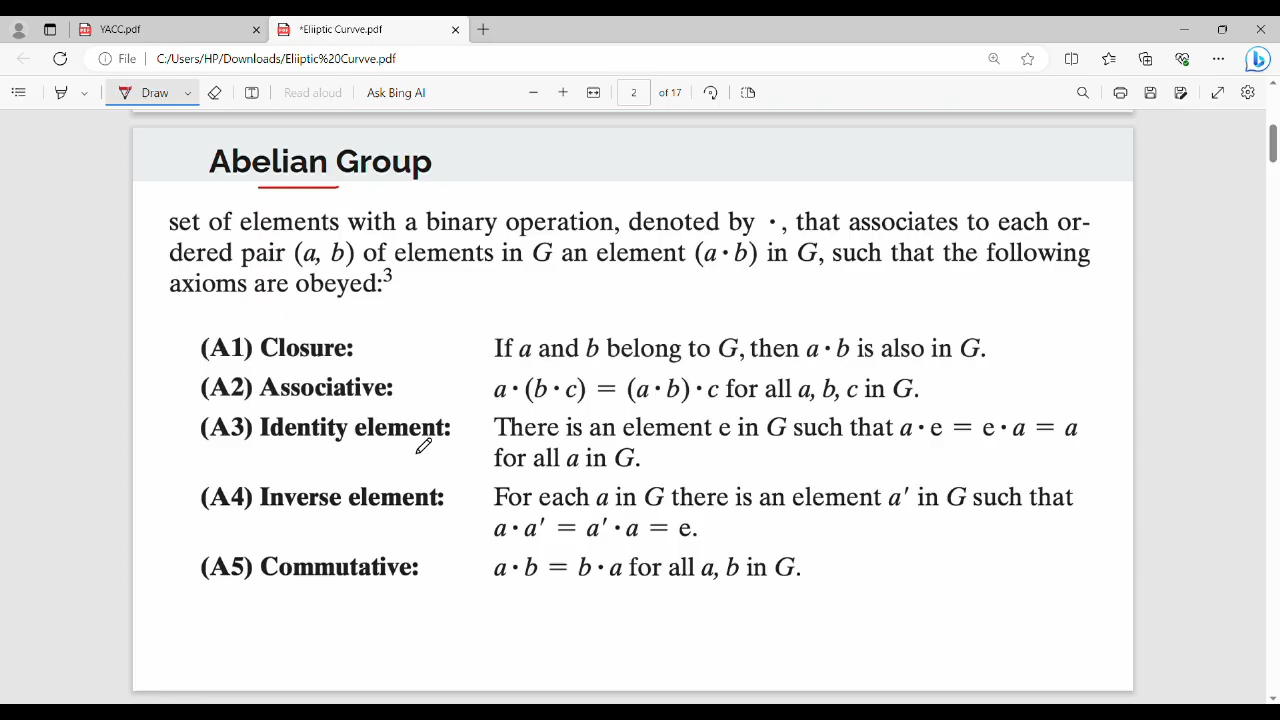 YACC.pdf
*Eliiptic Curvve.pdf
File C:/Users/HP/Downloads/Eliiptic%20Curvve.pdf
Draw Read aloud Ask Bing AI 2 of 17
Abelian Group
set of elements with a binary operation, denoted by ·, that associates to each or-
dered pair (a, b) of elements in G an element (a · b) in G, such that the following
axioms are obeyed:³
(A1) Closure: If a and b belong to G, then a · b is also in G.
(A2) Associative: a · (b · c) = (a · b) · c for all a, b, c in G.
(A3) Identity element: There is an element e in G such that a · e = e · a = a
for all a in G.
(A4) Inverse element: For each a in G there is an element a′ in G such that
a · a′ = a′ · a = e.
(A5) Commutative: a · b = b · a for all a, b in G.